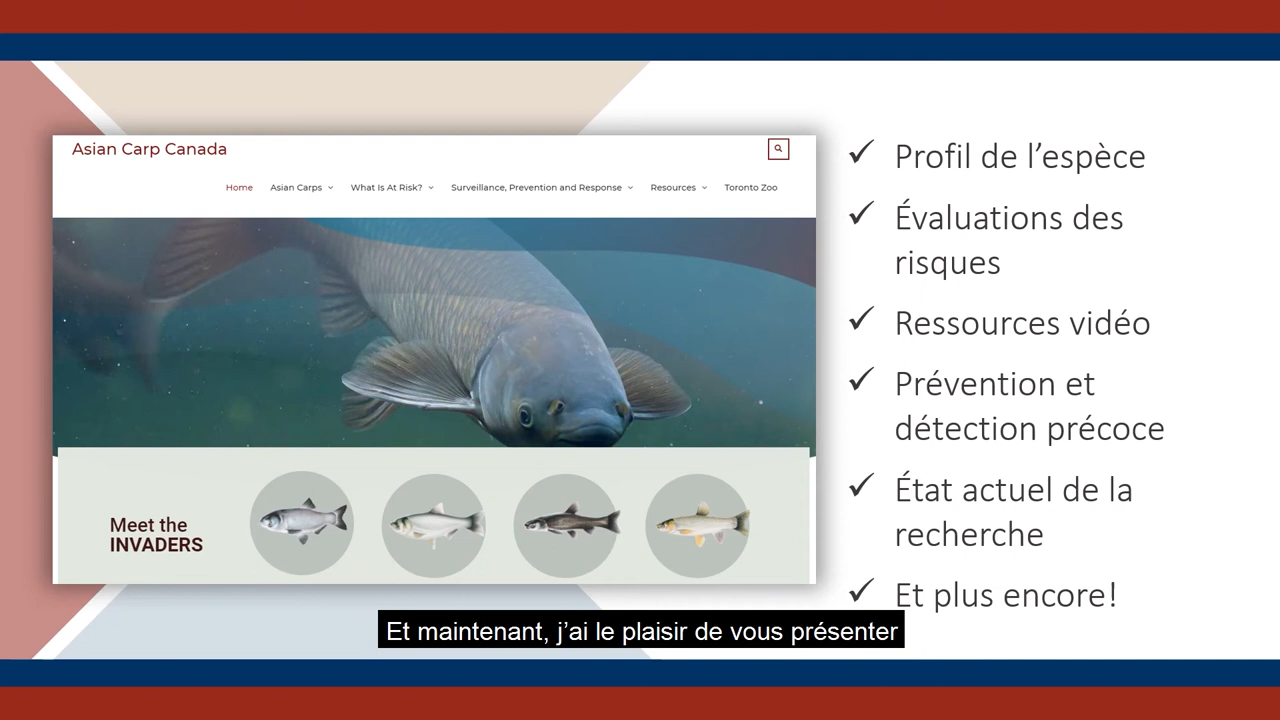 Asian Carp Canada
Home Asian Carps What Is At Risk? Surveillance, Prevention and Response Resources Toronto Zoo
Meet the
INVADERS
✓ Profil de l’espèce
✓ Évaluations des
risques
✓ Ressources vidéo
✓ Prévention et
détection précoce
✓ État actuel de la
recherche
✓ Et plus encore!
Et maintenant, j’ai le plaisir de vous présenter